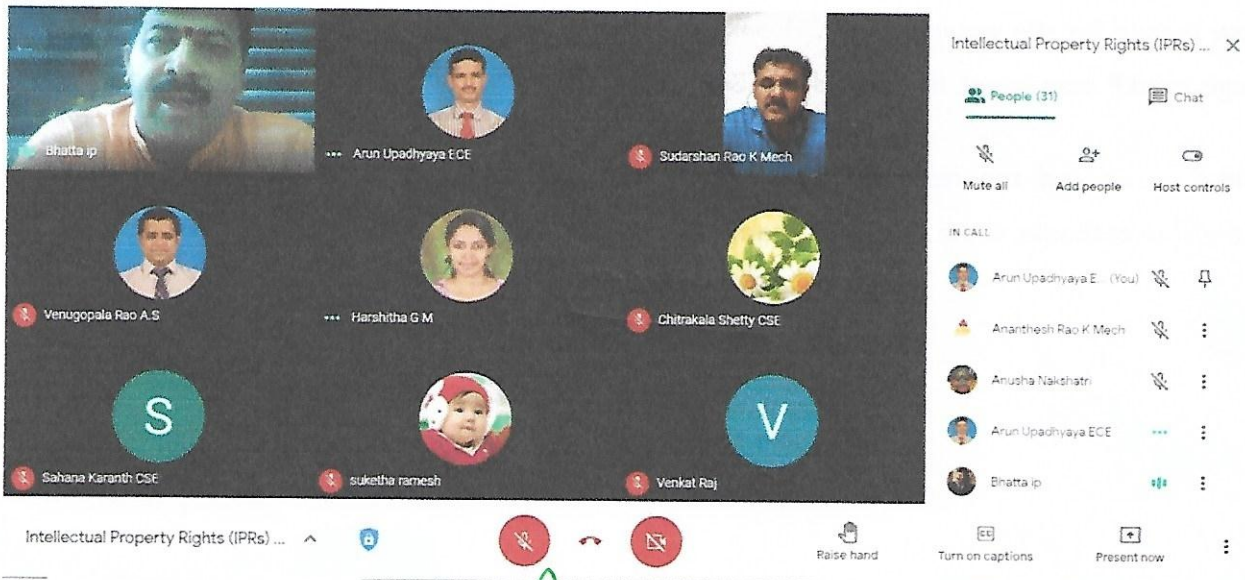 Intellectual Property Rights (IPRs) ...
People (31)
Chat
Mute all
Add people
Host controls
IN CALL
Arun Upadhyaya E... (You)
Ananthesh Rao K Mech
Anusha Nakshatri
Arun Upadhyaya ECE
Bhatta ip
Bhatta ip
Arun Upadhyaya ECE
Sudarshan Rao K Mech
Venugopala Rao A.S
Harshitha G M
Chitrakala Shetty CSE
S
V
Sahana Karanth CSE
suketha ramesh
Venkat Raj
Intellectual Property Rights (IPRs) ...
Raise hand
CC
Turn on captions
Present now